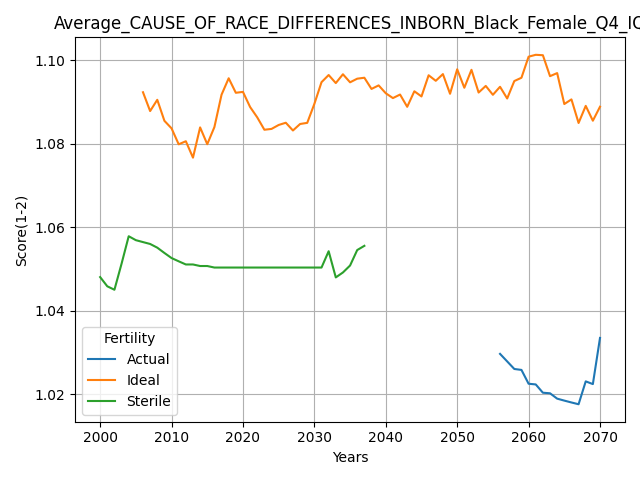 Average_CAUSE_OF_RACE_DIFFERENCES_INBORN_Black_Female_Q4_IQ
Score(1-2)
1.10
1.08
1.06
1.04
1.02
Fertility
Actual
Ideal
Sterile
2000 2010 2020 2030 2040 2050 2060 2070
Years